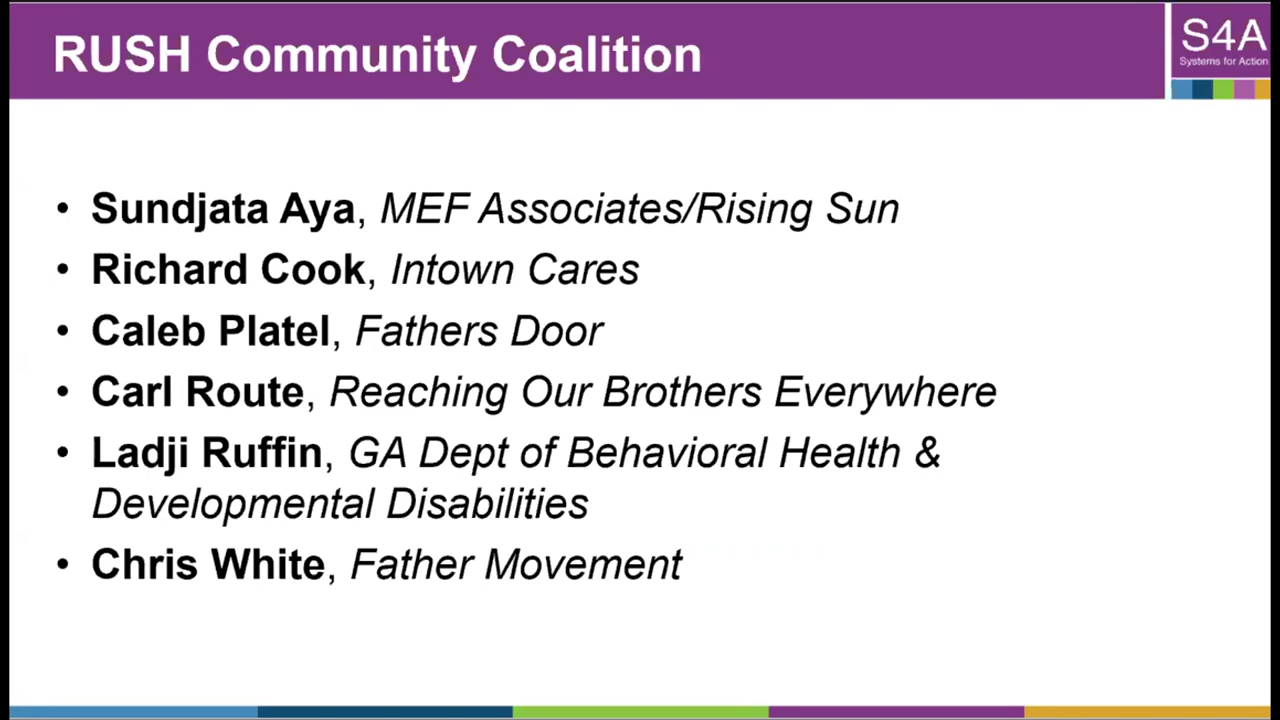 RUSH Community Coalition
S4A
Systems for Action
• Sundjata Aya, MEF Associates/Rising Sun
• Richard Cook, Intown Cares
• Caleb Platel, Fathers Door
• Carl Route, Reaching Our Brothers Everywhere
• Ladji Ruffin, GA Dept of Behavioral Health &
Developmental Disabilities
• Chris White, Father Movement